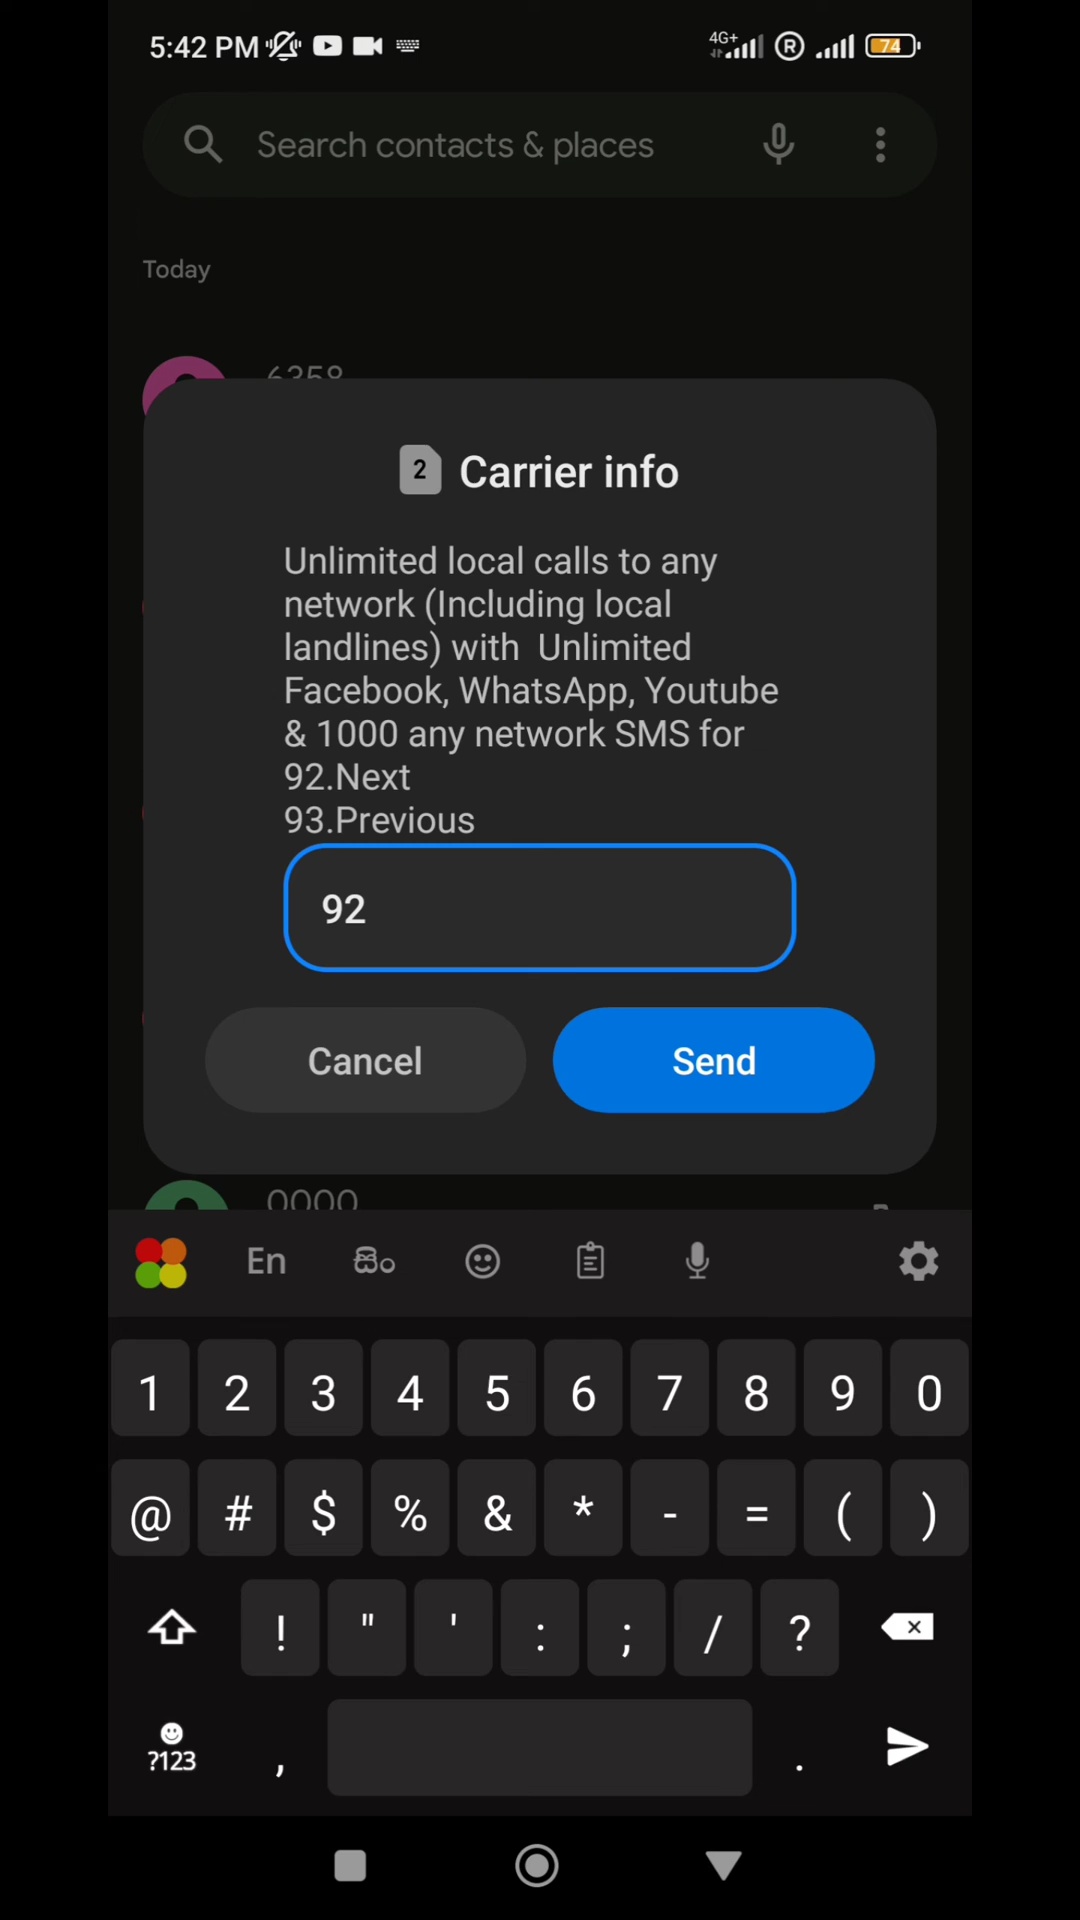 5:42 PM
4G+
R
74
Search contacts & places
Today
6358
2 Carrier info
Unlimited local calls to any
network (Including local
landlines) with Unlimited
Facebook, WhatsApp, Youtube
& 1000 any network SMS for
92.Next
93.Previous
92
Cancel Send
0000
En සිං
1 2 3 4 5 6 7 8 9 0
@ # $ % & * - = ( )
! " ' : ; / ?
?123 , .